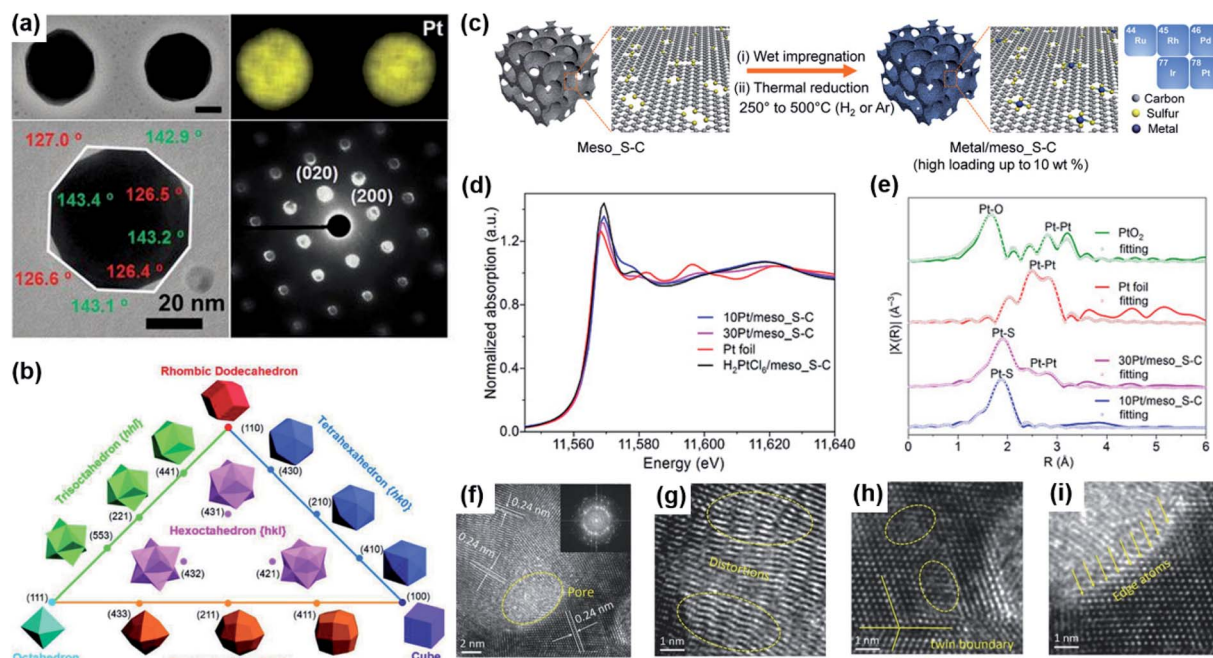 (a)
Pt
127.0 °
142.9 °
143.4 °
126.5 °
143.2 °
126.6 °
126.4 °
143.1 °
20 nm
(020)
(200)
(b)
Rhombic Dodecahedron
(110)
Trisoctahedron {hhl}
Tetrahexahedron {hk0}
(441)
(430)
(221)
(431)
(210)
Hexoctahedron {hkl}
(553)
(410)
(432)
(421)
(111)
(100)
(433)
(211)
(411)
Octahedron
Cube
(c)
(i) Wet impregnation
(ii) Thermal reduction
250° to 500°C (H2 or Ar)
Meso_S-C
Metal/meso_S-C
(high loading up to 10 wt %)
44 Ru
45 Rh
46 Pd
77 Ir
78 Pt
Carbon
Sulfur
Metal
(d)
Normalized absorption (a.u.)
1.2
0.8
0.4
0.0
10Pt/meso_S-C
30Pt/meso_S-C
Pt foil
H2PtCl6/meso_S-C
11,560
11,580
11,600
11,620
11,640
Energy (eV)
(e)
|X(R)| (Å⁻³)
Pt-O
Pt-Pt
PtO2
fitting
Pt-Pt
Pt foil
fitting
Pt-S
Pt-Pt
30Pt/meso_S-C
fitting
Pt-S
10Pt/meso_S-C
fitting
0
1
2
3
4
5
6
R (Å)
(f)
0.24 nm
0.24 nm
Pore
0.24 nm
2 nm
(g)
Distortions
1 nm
(h)
1 nm
twin boundary
(i)
Edge atoms
1 nm